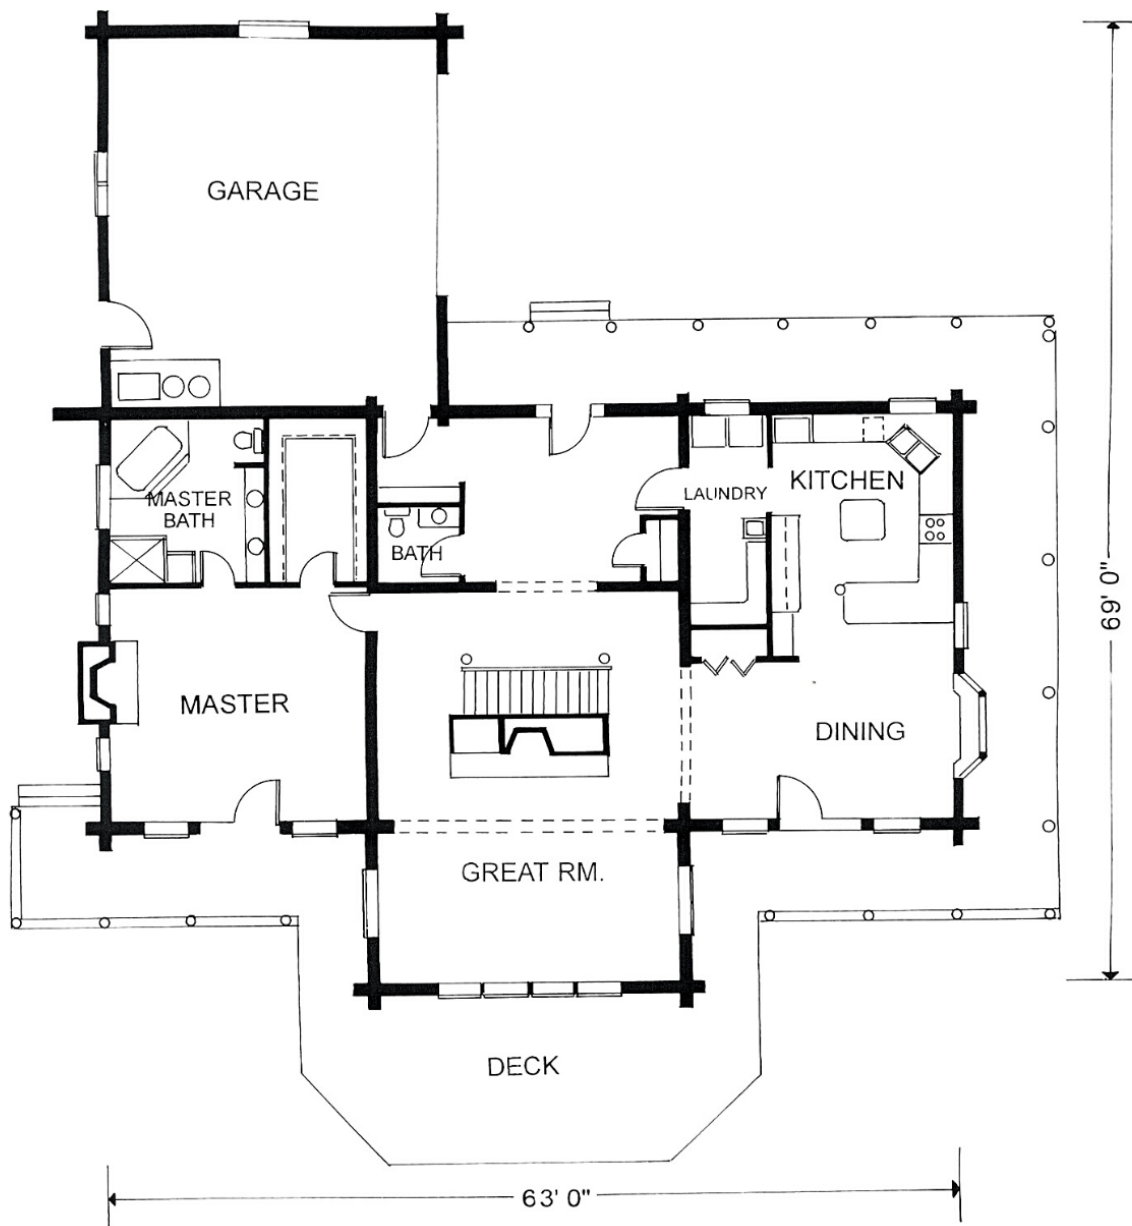 GARAGE
MASTER
BATH
BATH
LAUNDRY
KITCHEN
MASTER
DINING
GREAT RM.
DECK
69' 0"
63' 0"